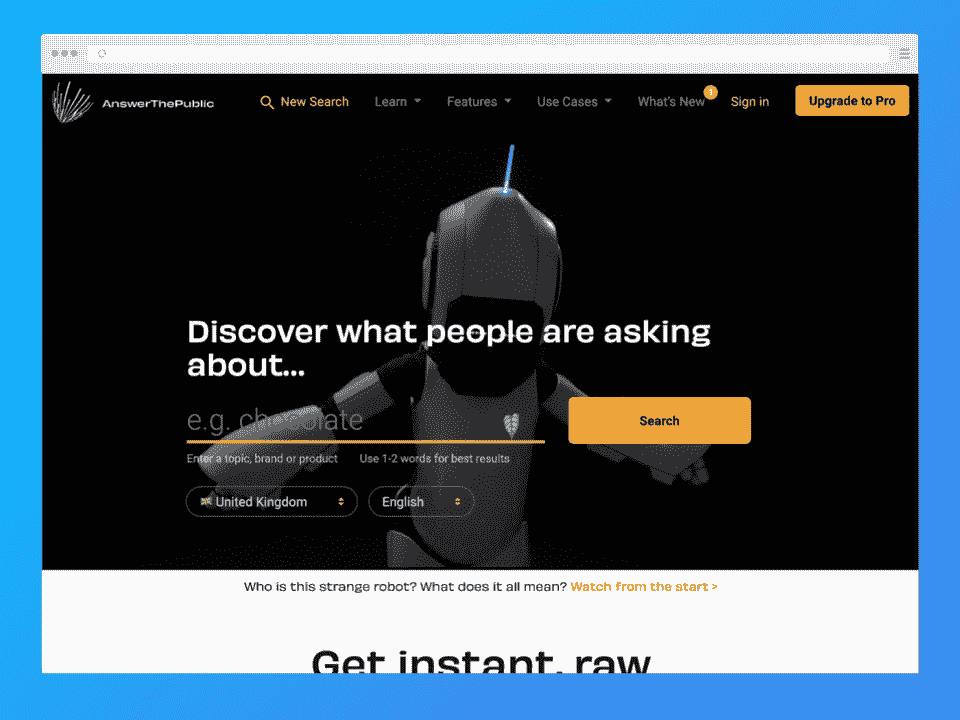 AnswerThePublic
New Search
Learn
Features
Use Cases
What's New
1
Sign in
Upgrade to Pro
Discover what people are asking
about...
e.g. chocolate
Search
Enter a topic, brand or product
Use 1-2 words for best results
United Kingdom
English
Who is this strange robot? What does it all mean? Watch from the start >
Get instant, raw